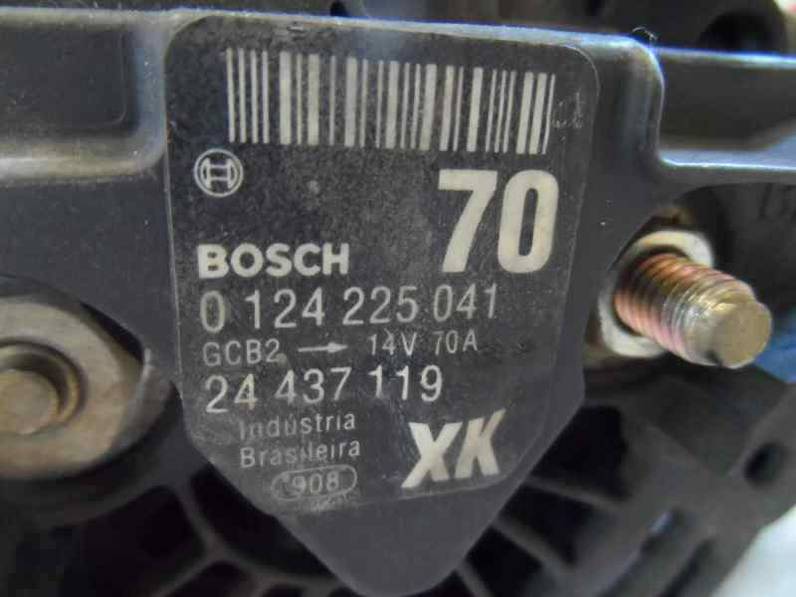 70
BOSCH
0 124 225 041
GCB2 → 14V 70A
24 437 119
Indústria
Brasileira
XK
908